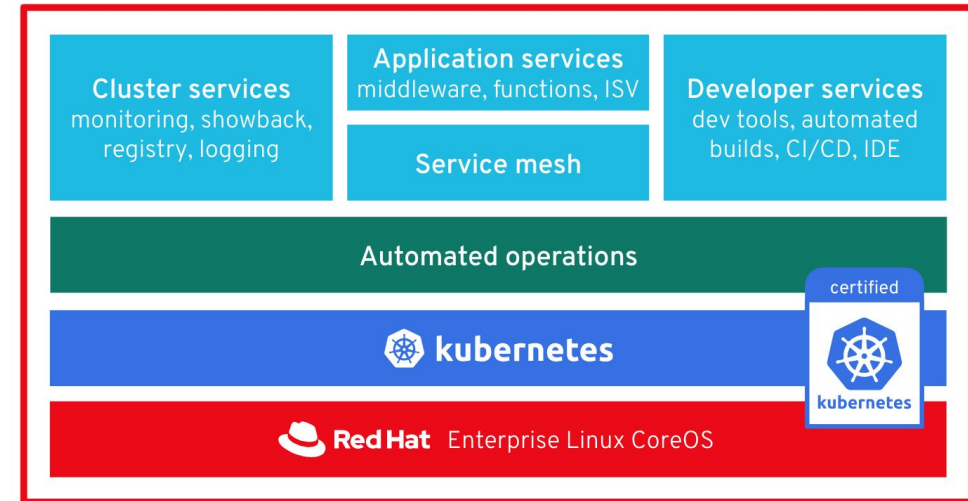 Cluster services
monitoring, showback,
registry, logging
Application services
middleware, functions, ISV
Service mesh
Developer services
dev tools, automated
builds, CI/CD, IDE
Automated operations
certified
kubernetes
kubernetes
Red Hat Enterprise Linux CoreOS